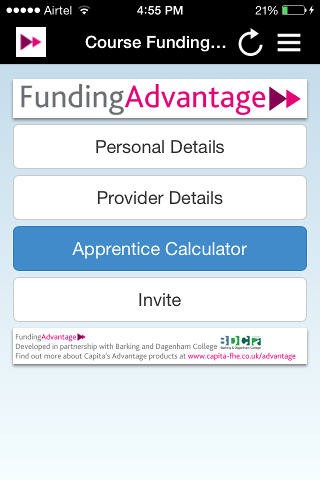 Airtel 4:55 PM 21%
Course Funding...
FundingAdvantage
Personal Details
Provider Details
Apprentice Calculator
Invite
FundingAdvantage
Developed in partnership with Barking and Dagenham College BDC
Barking & Dagenham College
Find out more about Capita's Advantage products at www.capita-fhe.co.uk/advantage